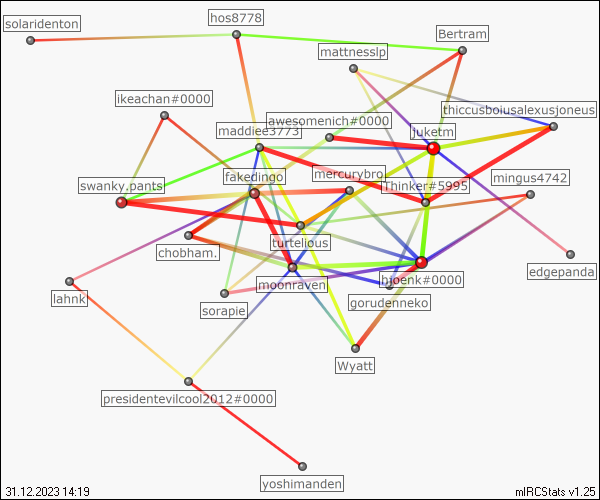 hos8778
solaridenton
Bertram
mattnesslp
ikeachan#0000
thiccusboiusalexusjoneus
awesomenich#0000
maddiee3773
juketm
mercurybro
fakedingo
mingus4742
swanky.pants
Thinker#5995
turtelious
chobham.
edgepanda
bjoenk#0000
moonraven
lahnk
sorapie
gorudenneko
Wyatt
presidentevilcool2012#0000
yoshimanden
31.12.2023 14:19
mIRCStats v1.25